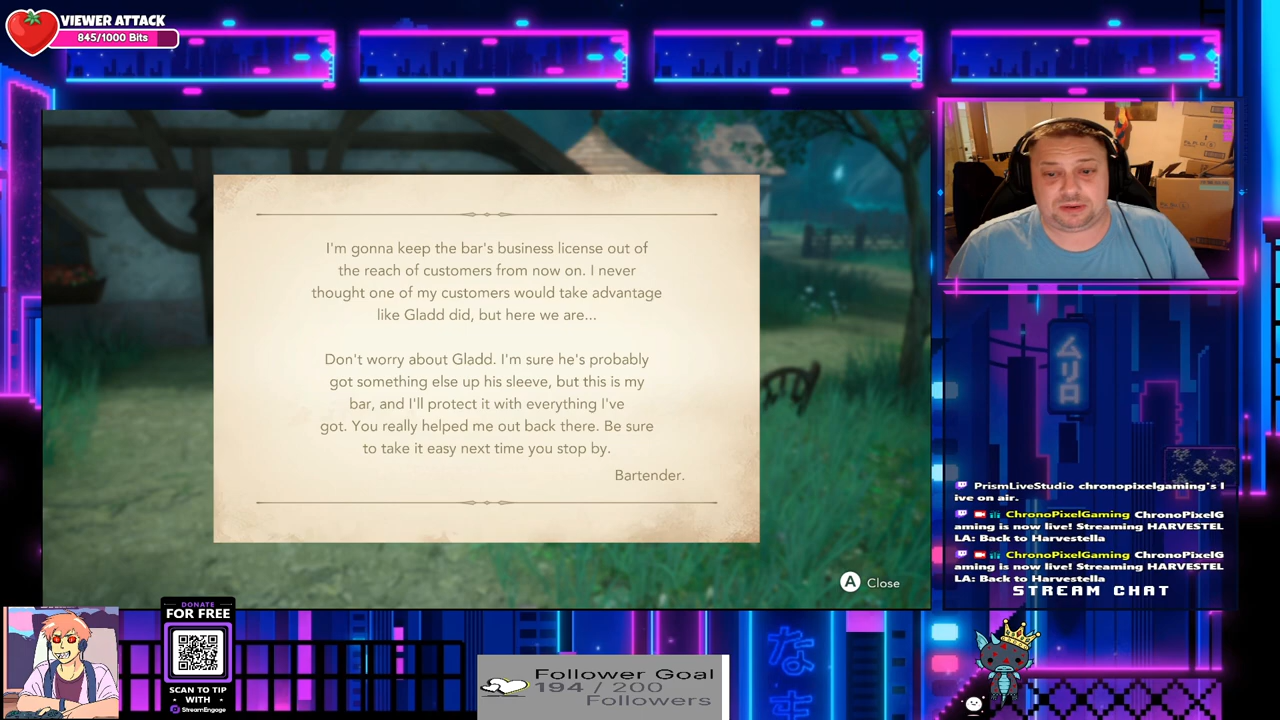 VIEWER ATTACK
845/1000 Bits
I'm gonna keep the bar's business license out of
the reach of customers from now on. I never
thought one of my customers would take advantage
like Gladd did, but here we are...
Don't worry about Gladd. I'm sure he's probably
got something else up his sleeve, but this is my
bar, and I'll protect it with everything I've
got. You really helped me out back there. Be sure
to take it easy next time you stop by.
Bartender.
A Close
ムリア
PrismLiveStudio chronopixelgaming's l
ive on air.
ChronoPixelGaming ChronoPixelG
aming is now live! Streaming HARVESTEL
LA: Back to Harvestella
ChronoPixelGaming ChronoPixelG
aming is now live! Streaming HARVESTEL
LA: Back to Harvestella
STREAM CHAT
DONATE
FOR FREE
SCAN TO TIP
WITH
StreamEngage
Follower Goal
194 / 200
Followers